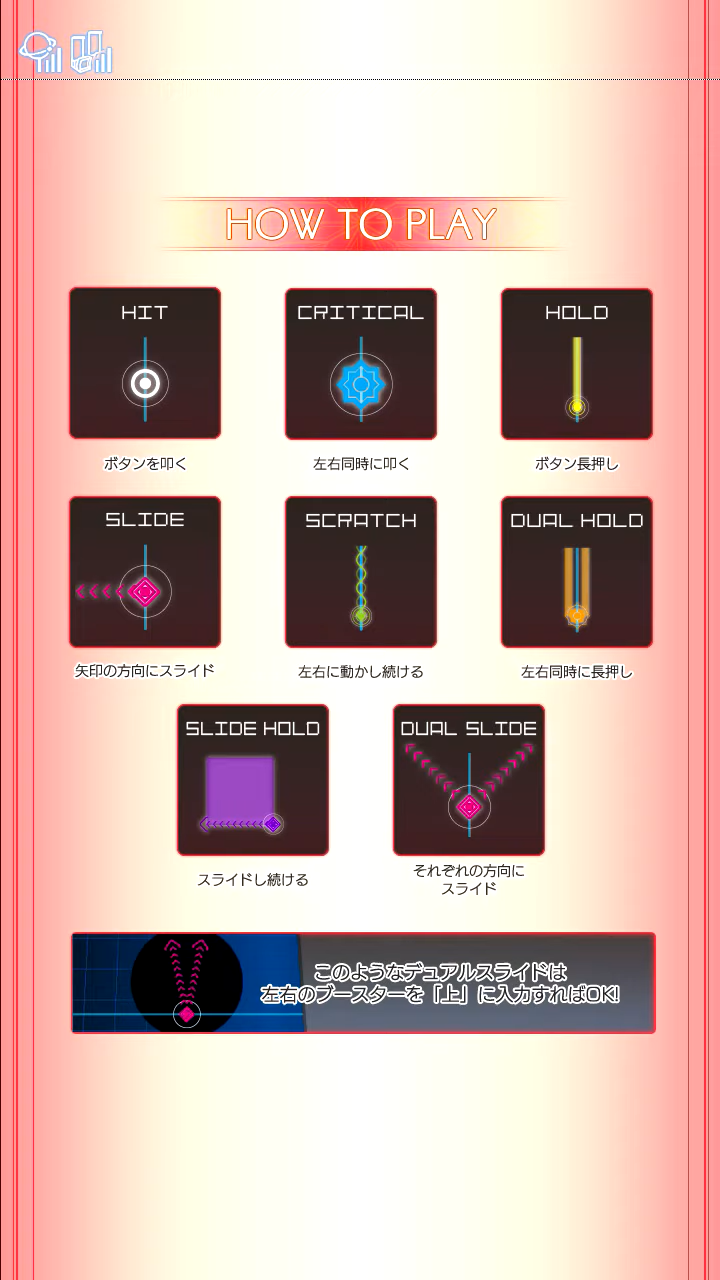 HOW TO PLAY
HIT
CRITICAL
HOLD
ボタンを叩く
左右同時に叩く
ボタン長押し
SLIDE
SCRATCH
DUAL HOLD
矢印の方向にスライド
左右に動かし続ける
左右同時に長押し
SLIDE HOLD
DUAL SLIDE
スライドし続ける
それぞれの方向に
スライド
このようなデュアルスライドは
左右のブースターを「上」に入力すればOK!